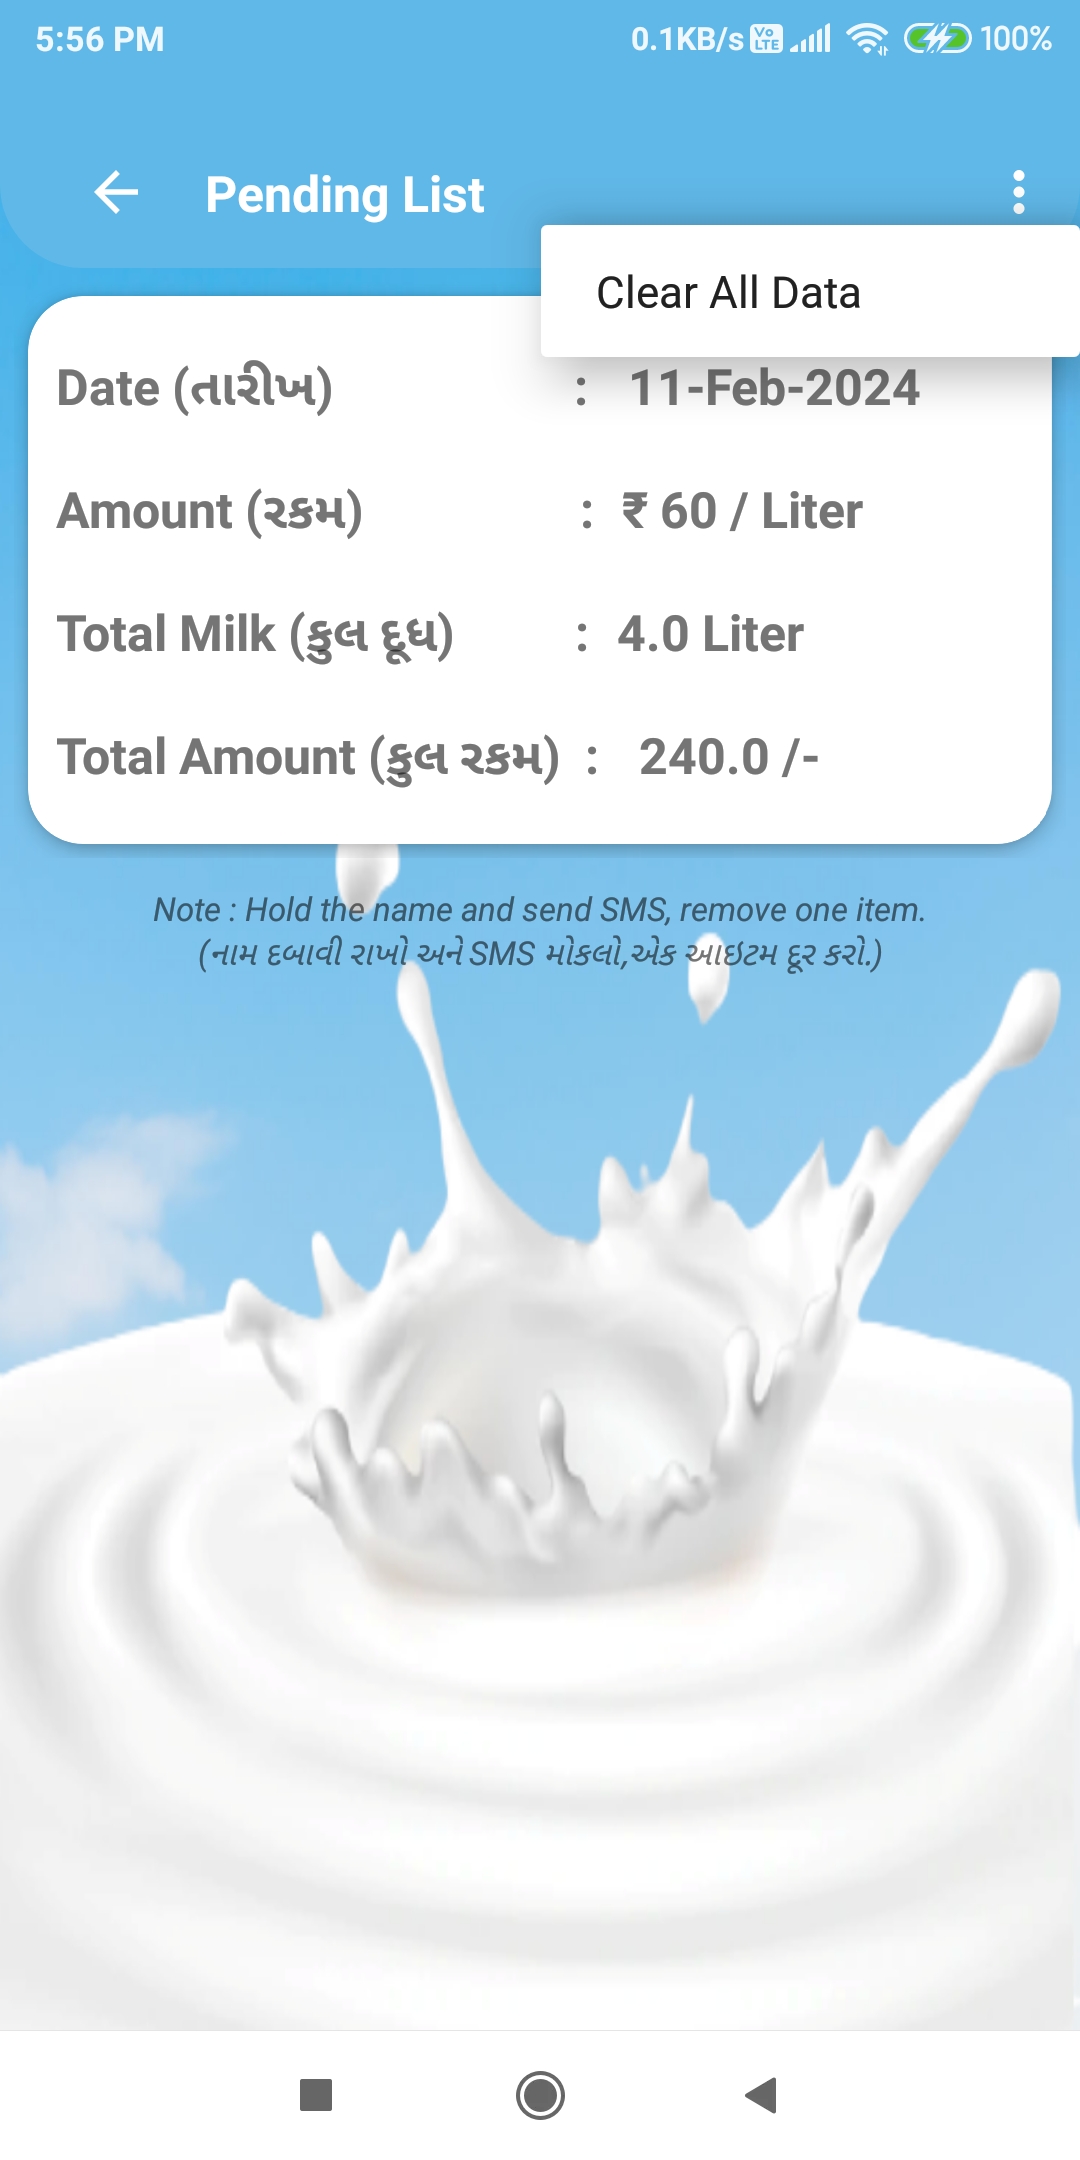 5:56 PM 0.1KB/s Vo LTE 100%
Pending List
Clear All Data
Date (તારીખ) : 11-Feb-2024
Amount (રકમ) : ₹ 60 / Liter
Total Milk (કુલ દૂધ) : 4.0 Liter
Total Amount (કુલ રકમ) : 240.0 /-
Note : Hold the name and send SMS, remove one item.
(નામ દબાવી રાખો અને SMS મોકલો,એક આઇટમ દૂર કરો.)